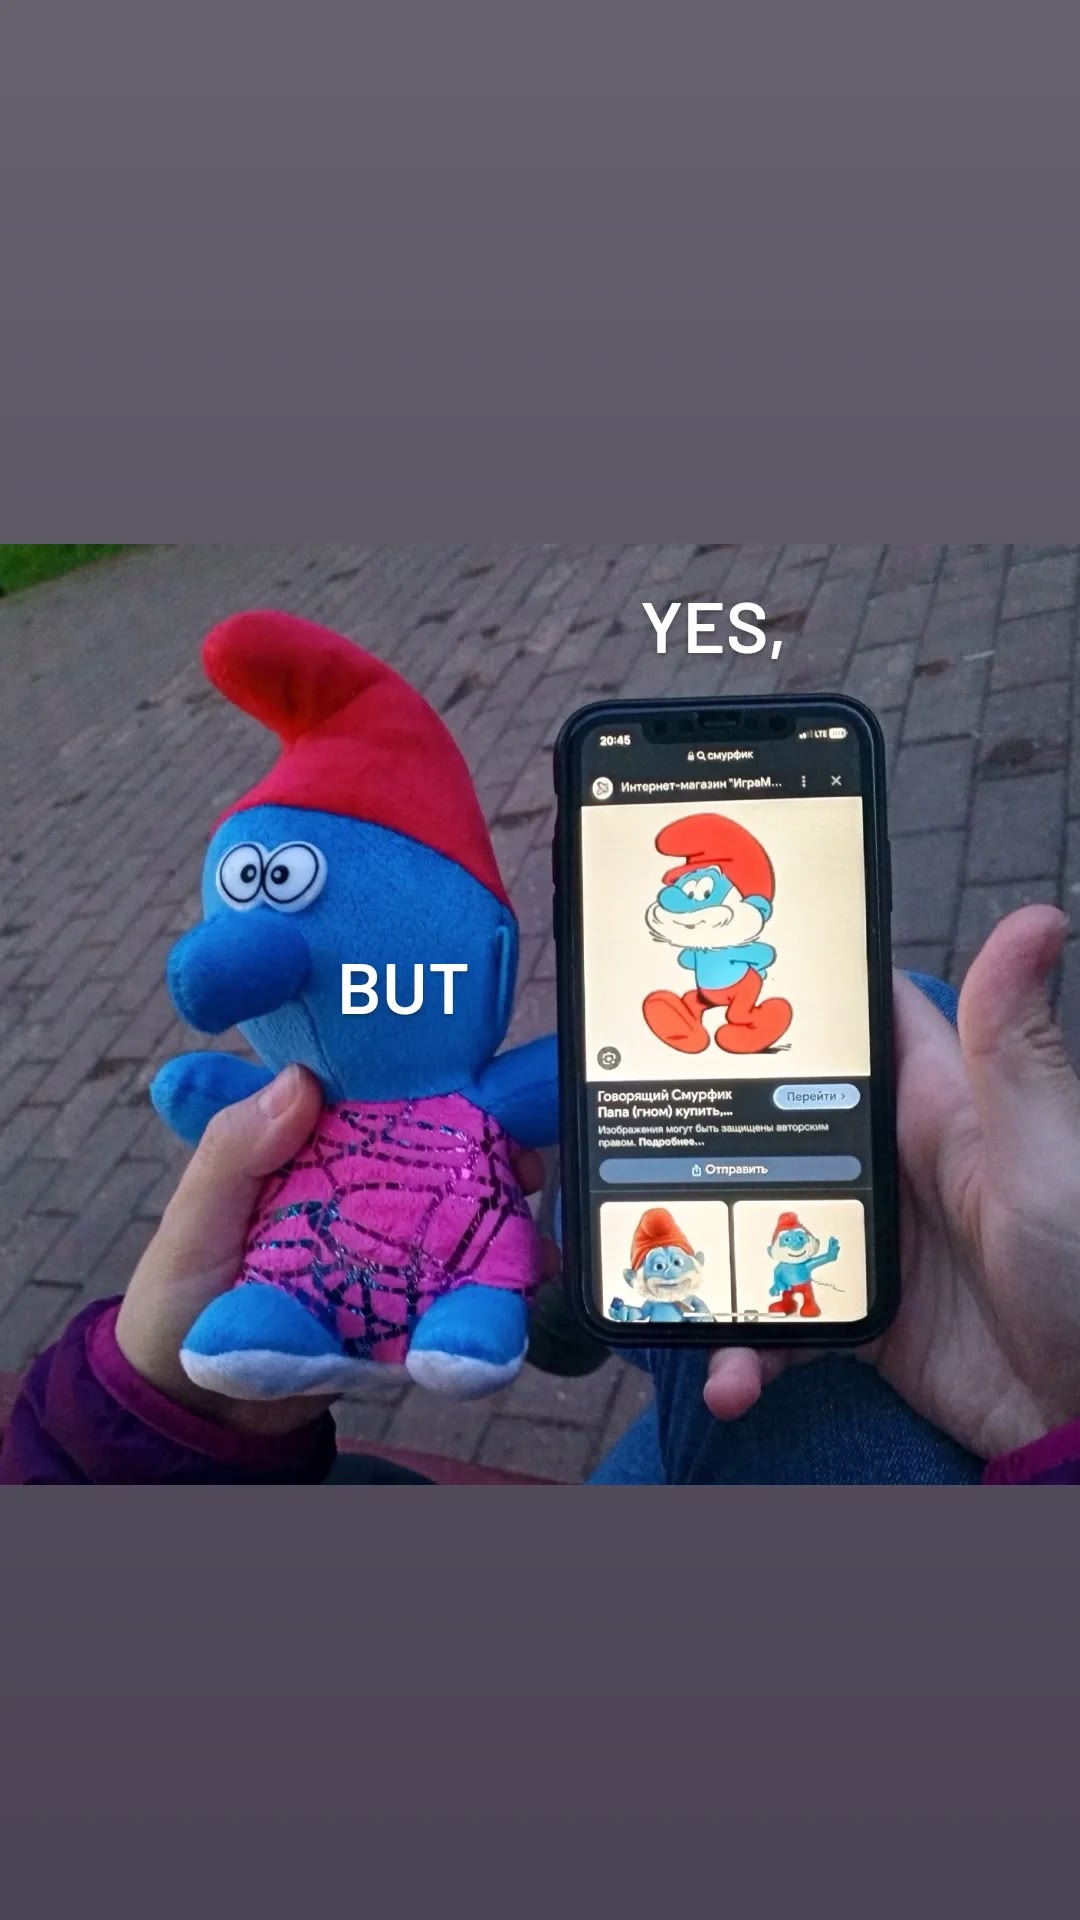 YES,
BUT
20:45
LTE
смурфик
Интернет-магазин "ИграМ...
Говорящий Смурфик
Папа (гном) купить,...
Перейти >
Изображения могут быть защищены авторским
правом. Подробнее...
Отправить